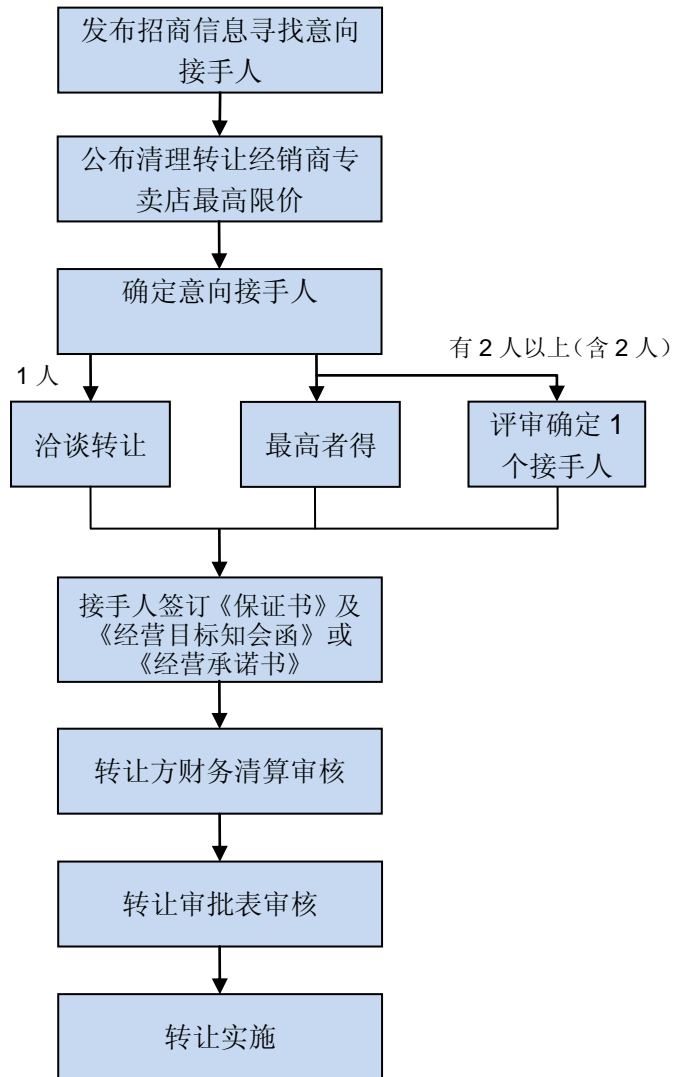 发布招商信息寻找意向
接手人
公布清理转让经销商专
卖店最高限价
确定意向接手人
有 2 人以上（含 2 人）
1 人
洽谈转让
最高者得
评审确定 1
个接手人
接手人签订《保证书》及
《经营目标知会函》或
《经营承诺书》
转让方财务清算审核
转让审批表审核
转让实施